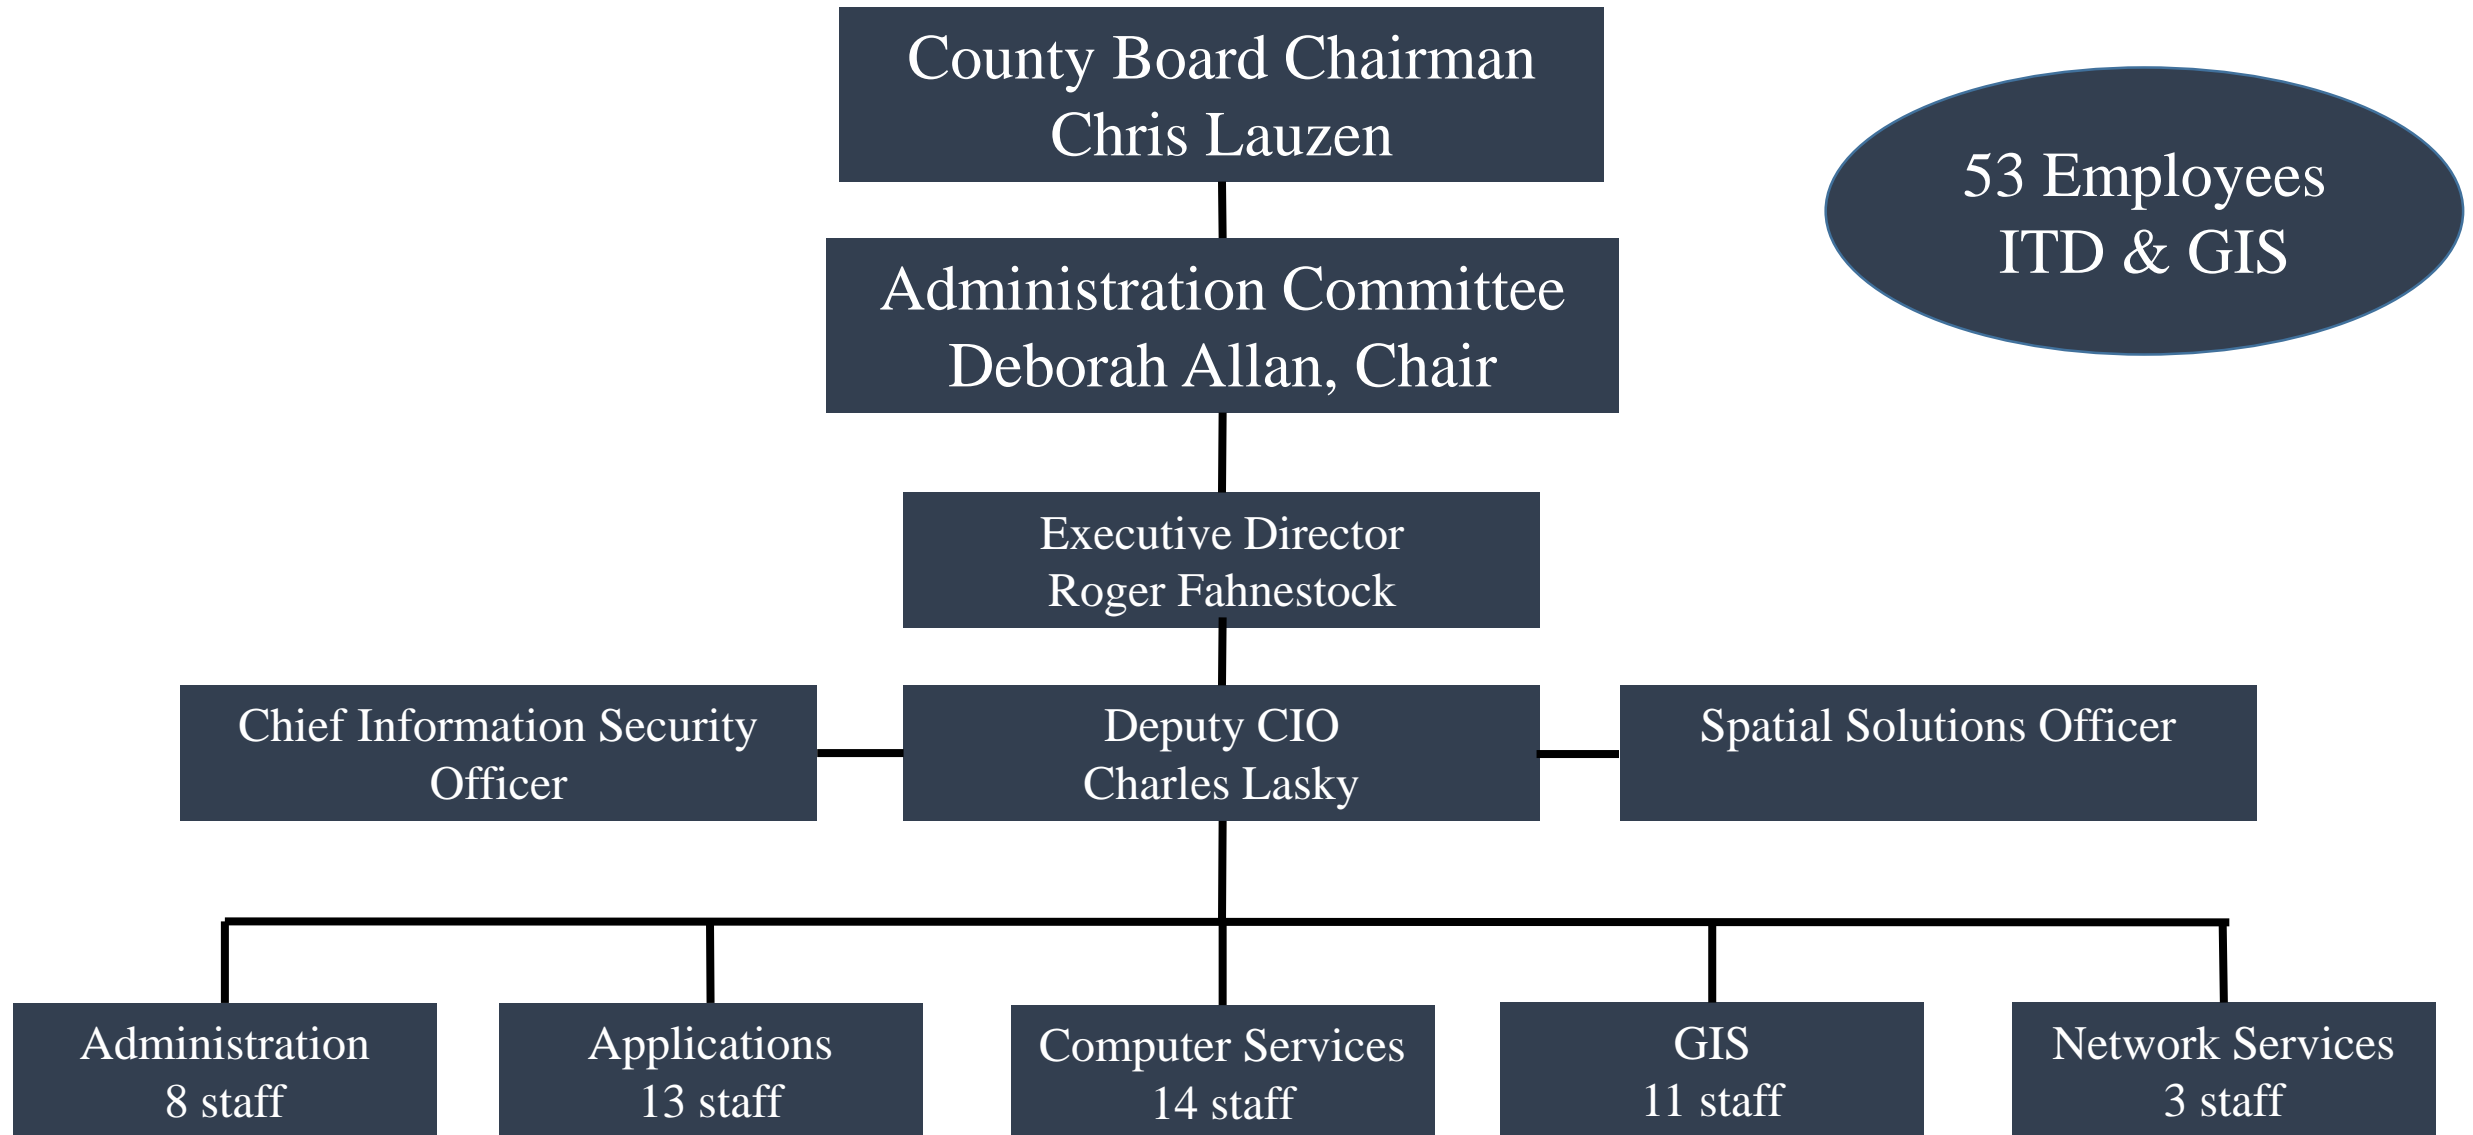 County Board Chairman
Chris Lauzen
53 Employees
ITD & GIS
Administration Committee
Deborah Allan, Chair
Executive Director
Roger Fahnestock
Chief Information Security
Officer
Deputy CIO
Charles Lasky
Spatial Solutions Officer
Administration
8 staff
Applications
13 staff
Computer Services
14 staff
GIS
11 staff
Network Services
3 staff